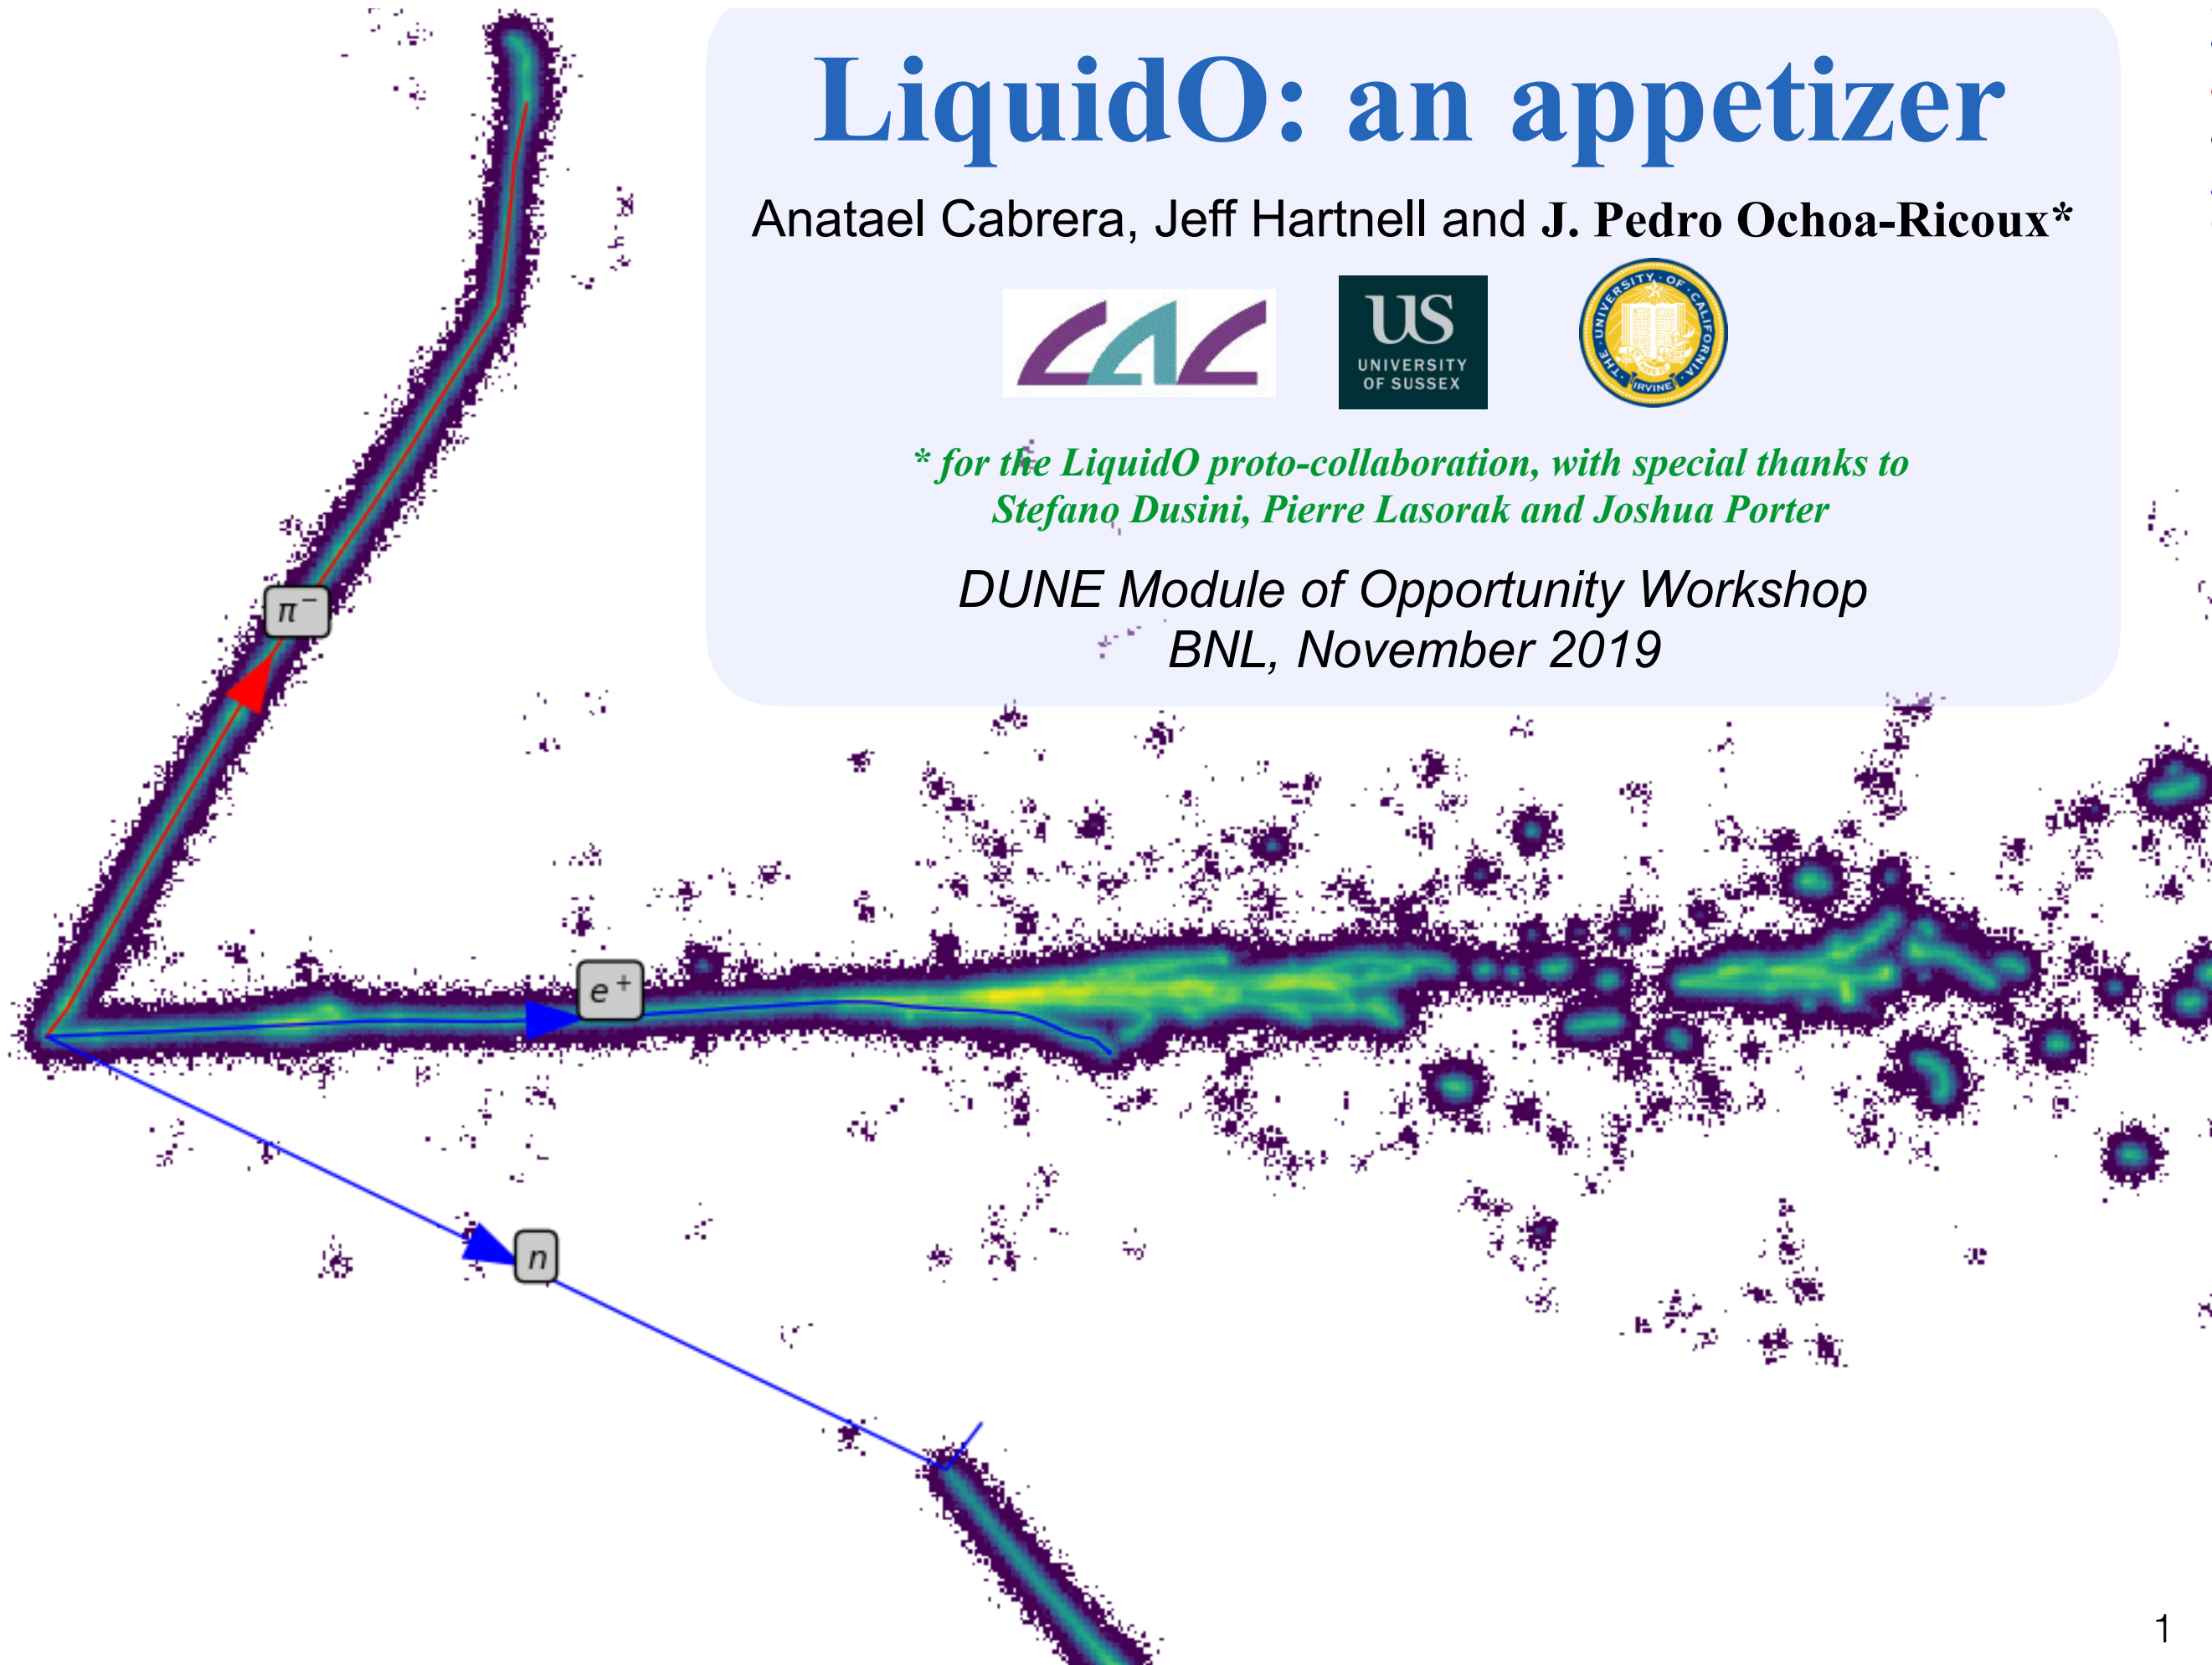 LiquidO: an appetizer
Anatael Cabrera, Jeff Hartnell and J. Pedro Ochoa-Ricoux*
LAL
US
UNIVERSITY
OF SUSSEX
THE · UNIVERSITY · OF · CALIFORNIA
IRVINE
* for the LiquidO proto-collaboration, with special thanks to
Stefano Dusini, Pierre Lasorak and Joshua Porter
DUNE Module of Opportunity Workshop
BNL, November 2019
π⁻
e⁺
n
1